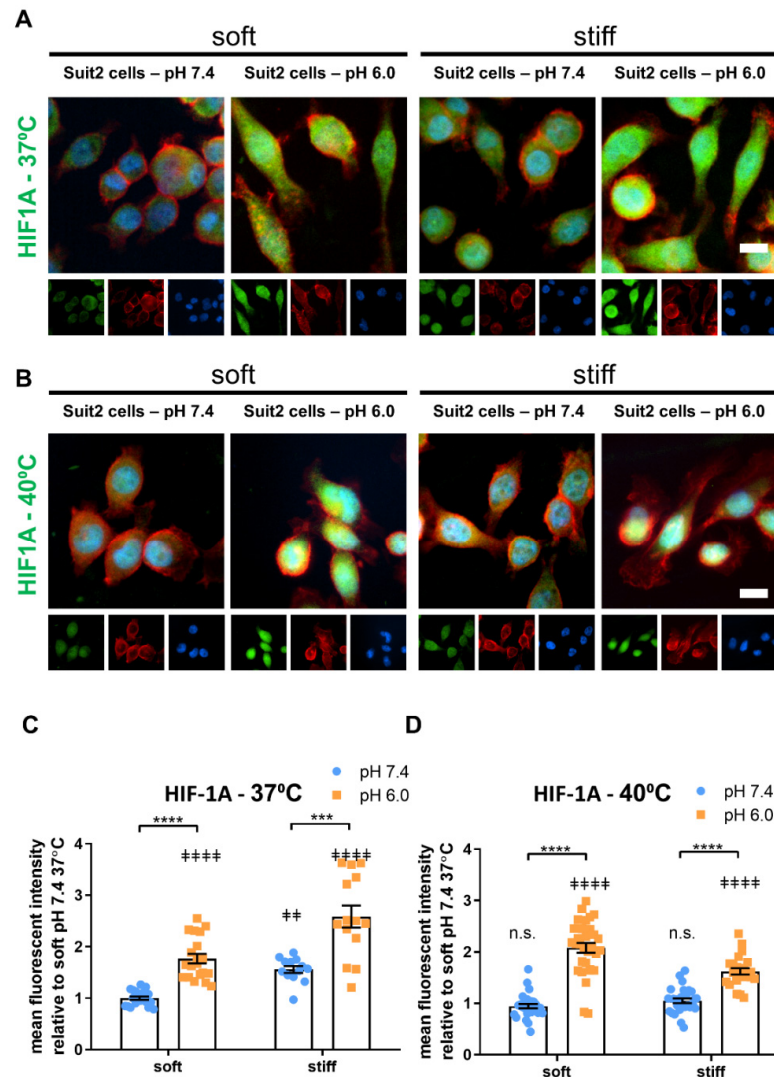 A
soft
stiff
Suit2 cells – pH 7.4
Suit2 cells – pH 6.0
Suit2 cells – pH 7.4
Suit2 cells – pH 6.0
HIF1A - 37ºC
B
soft
stiff
Suit2 cells – pH 7.4
Suit2 cells – pH 6.0
Suit2 cells – pH 7.4
Suit2 cells – pH 6.0
HIF1A - 40ºC
C
HIF-1A - 37ºC
pH 7.4
pH 6.0
mean fluorescent intensity
relative to soft pH 7.4 37°C
4
3
2
1
0
****
ǂǂǂǂ
***
ǂǂ
ǂǂǂǂ
soft
stiff
D
HIF-1A - 40ºC
pH 7.4
pH 6.0
mean fluorescent intensity
relative to soft pH 7.4 37°C
4
3
2
1
0
****
n.s.
ǂǂǂǂ
****
n.s.
ǂǂǂǂ
soft
stiff